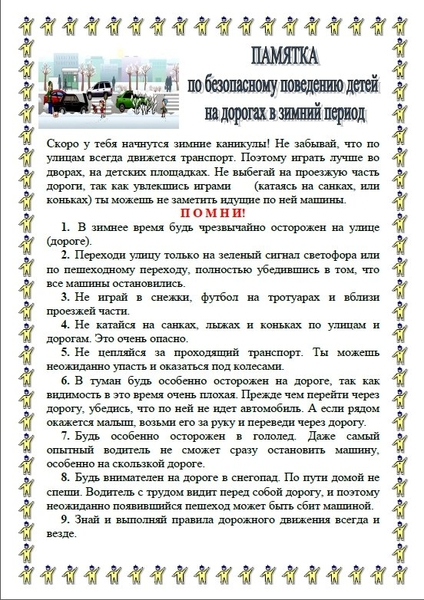 ПАМЯТКА
по безопасному поведению детей
на дорогах в зимний период
Скоро у тебя начнутся зимние каникулы! Не забывай, что по
улицам всегда движется транспорт. Поэтому играть лучше во
дворах, на детских площадках. Не выбегай на проезжую часть
дороги, так как увлекшись играми (катаясь на санках, или
коньках) ты можешь не заметить идущие по ней машины.
П О М Н И!
1. В зимнее время будь чрезвычайно осторожен на улице
(дороге).
2. Переходи улицу только на зеленый сигнал светофора или
по пешеходному переходу, полностью убедившись в том, что
все машины остановились.
3. Не играй в снежки, футбол на тротуарах и вблизи
проезжей части.
4. Не катайся на санках, лыжах и коньках по улицам и
дорогам. Это очень опасно.
5. Не цепляйся за проходящий транспорт. Ты можешь
неожиданно упасть и оказаться под колесами.
6. В туман будь особенно осторожен на дороге, так как
видимость в это время очень плохая. Прежде чем перейти через
дорогу, убедись, что по ней не идет автомобиль. А если рядом
окажется малыш, возьми его за руку и переведи через дорогу.
7. Будь особенно осторожен в гололед. Даже самый
опытный водитель не сможет сразу остановить машину,
особенно на скользкой дороге.
8. Будь внимателен на дороге в снегопад. По пути домой не
спеши. Водитель с трудом видит перед собой дорогу, и поэтому
неожиданно появившийся пешеход может быть сбит машиной.
9. Знай и выполняй правила дорожного движения всегда и
везде.